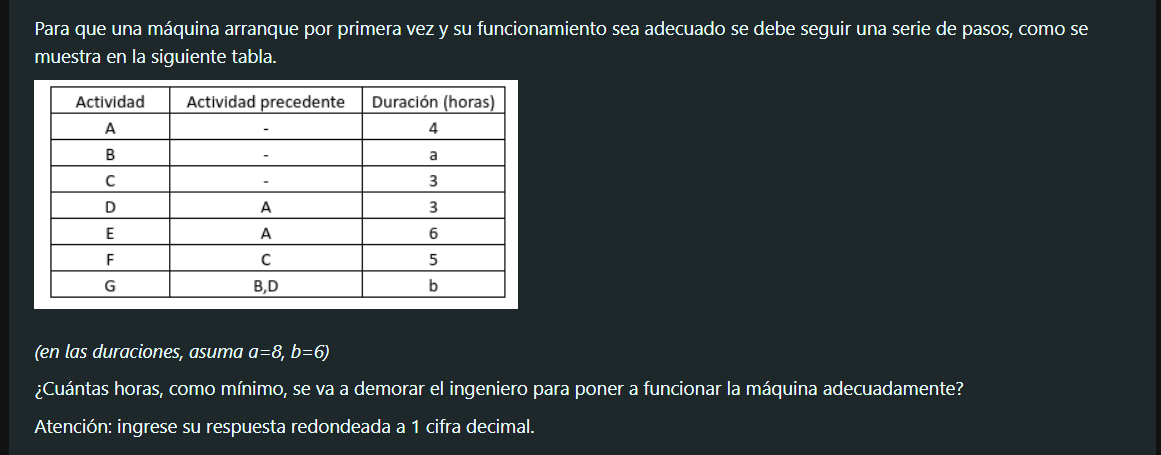 Para que una máquina arranque por primera vez y su funcionamiento sea adecuado se debe seguir una serie de pasos, como se
muestra en la siguiente tabla.
Actividad Actividad precedente Duración (horas)
A - 4
B - a
C - 3
D A 3
E A 6
F C 5
G B,D b
(en las duraciones, asuma a=8, b=6)
¿Cuántas horas, como mínimo, se va a demorar el ingeniero para poner a funcionar la máquina adecuadamente?
Atención: ingrese su respuesta redondeada a 1 cifra decimal.